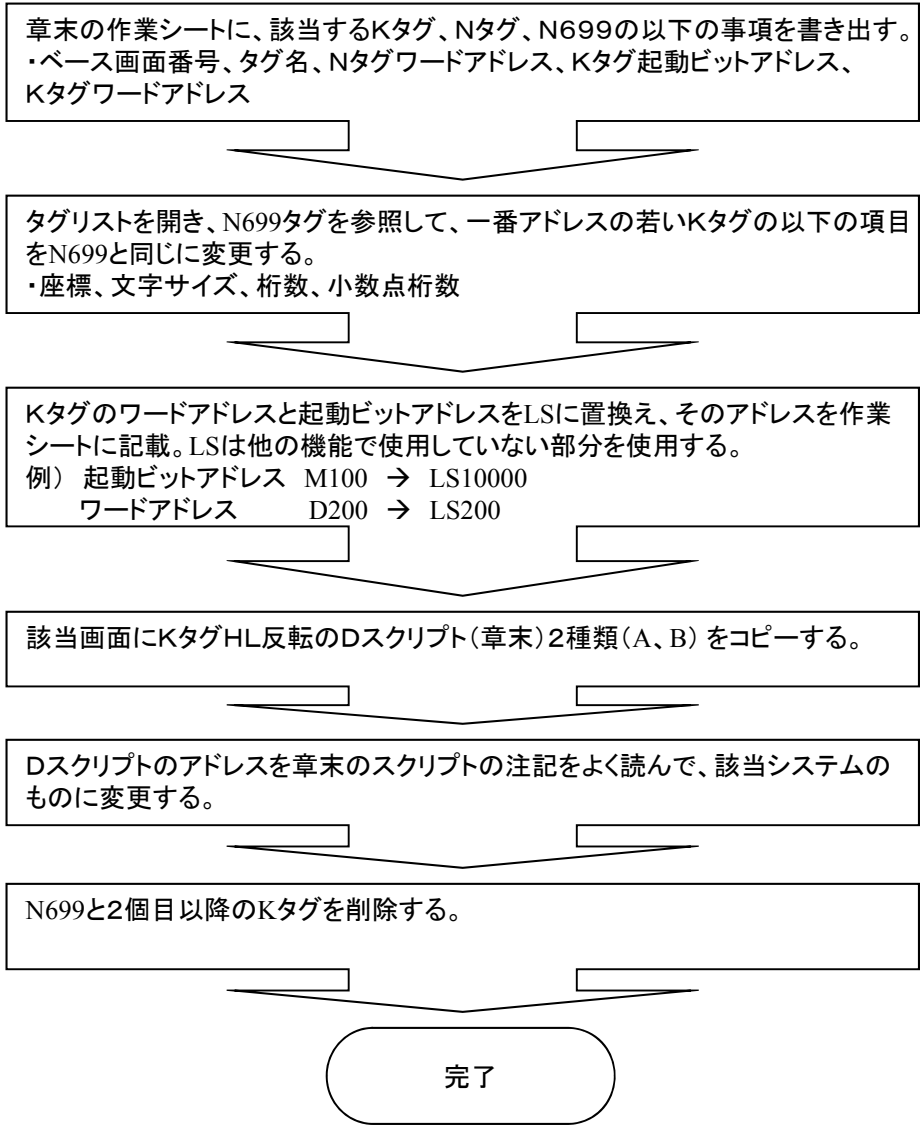 章末の作業シートに、該当するKタグ、Nタグ、N699の以下の事項を書き出す。
・ベース画面番号、タグ名、Nタグワードアドレス、Kタグ起動ビットアドレス、
Kタグワードアドレス
タグリストを開き、N699タグを参照して、一番アドレスの若いKタグの以下の項目
をN699と同じに変更する。
・座標、文字サイズ、桁数、小数点桁数
Kタグのワードアドレスと起動ビットアドレスをLSに置換え、そのアドレスを作業
シートに記載。LSは他の機能で使用していない部分を使用する。
例） 起動ビットアドレス M100 → LS10000
ワードアドレス D200 → LS200
該当画面にKタグHL反転のDスクリプト（章末）2種類（A、B）をコピーする。
Dスクリプトのアドレスを章末のスクリプトの注記をよく読んで、該当システムの
ものに変更する。
N699と2個目以降のKタグを削除する。
完了